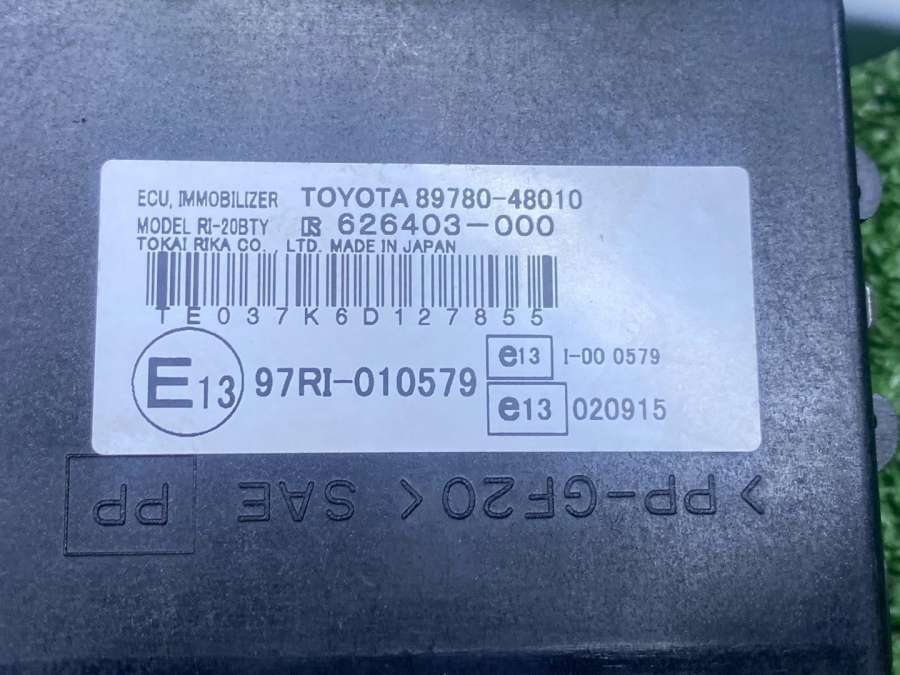 ECU, IMMOBILIZER TOYOTA 89780-48010
MODEL RI-20BTY 626403-000
TOKAI RIKA CO., LTD. MADE IN JAPAN
TE037K6D127855
E13 97RI-010579
e13 I-00 0579
e13 020915
>PP-GF20< SAE PP